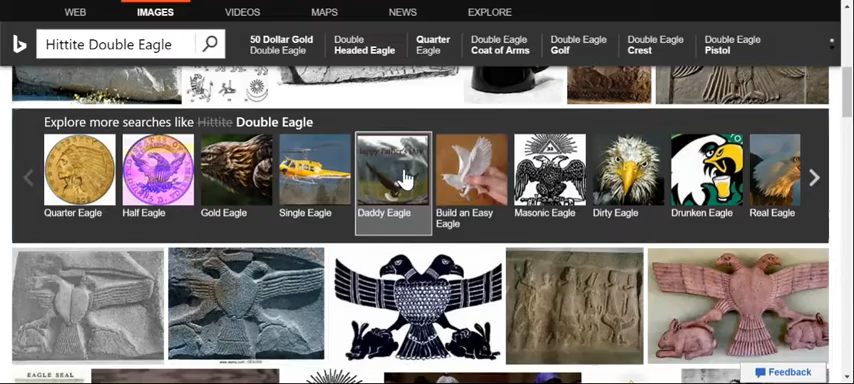 WEB IMAGES VIDEOS MAPS NEWS EXPLORE
Hittite Double Eagle
50 Dollar Gold Double Eagle
Double Headed Eagle
Quarter Eagle
Double Eagle Coat of Arms
Double Eagle Golf
Double Eagle Crest
Double Eagle Pistol
Explore more searches like Hittite Double Eagle
Happy Father's Day
Quarter Eagle
Half Eagle
Gold Eagle
Single Eagle
Daddy Eagle
Build an Easy
Eagle
Masonic Eagle
Dirty Eagle
Drunken Eagle
Real Eagle
EAGLE SEAL
Feedback